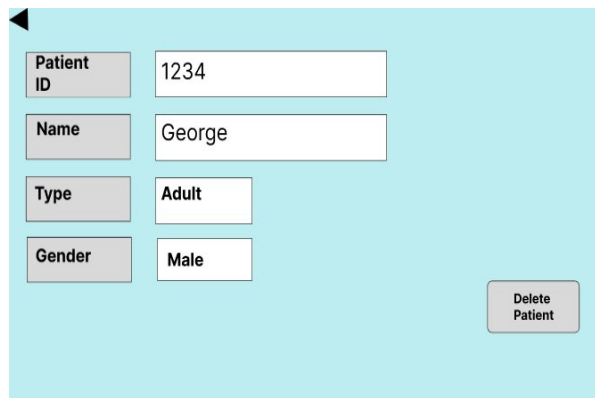 Patient
ID
1234
Name
George
Type
Adult
Gender
Male
Delete
Patient